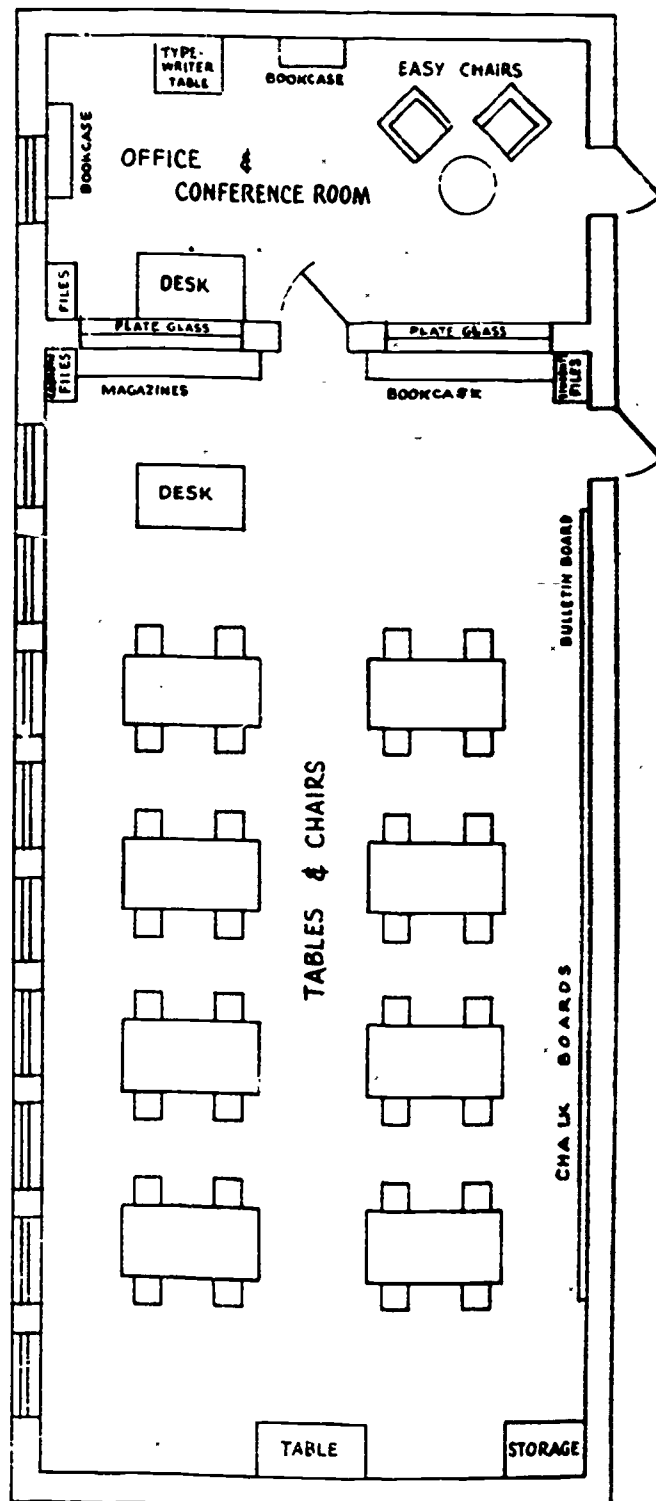 TYPE-
WRITER
TABLE
BOOKCASE
EASY CHAIRS
BOOKCASE
OFFICE &
CONFERENCE ROOM
FILES
DESK
PLATE GLASS
PLATE GLASS
FILES
MAGAZINES
BOOKCASE
FILES
DESK
BULLETIN BOARD
TABLES & CHAIRS
CHALK BOARDS
TABLE
STORAGE